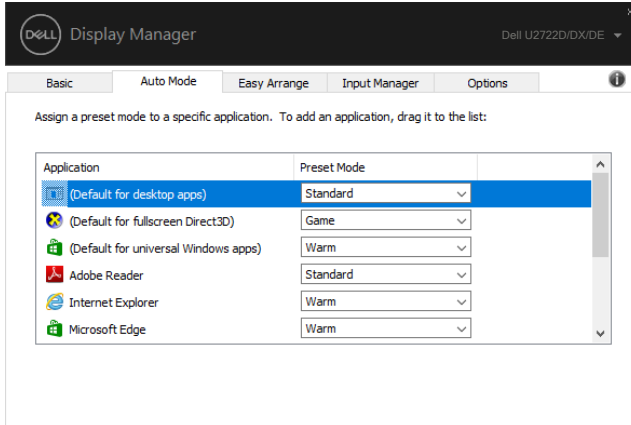 DELL Display Manager
Dell U2722D/DX/DE
Basic Auto Mode Easy Arrange Input Manager Options
Assign a preset mode to a specific application. To add an application, drag it to the list:
Application Preset Mode
(Default for desktop apps) Standard
(Default for fullscreen Direct3D) Game
(Default for universal Windows apps) Warm
Adobe Reader Standard
Internet Explorer Warm
Microsoft Edge Warm